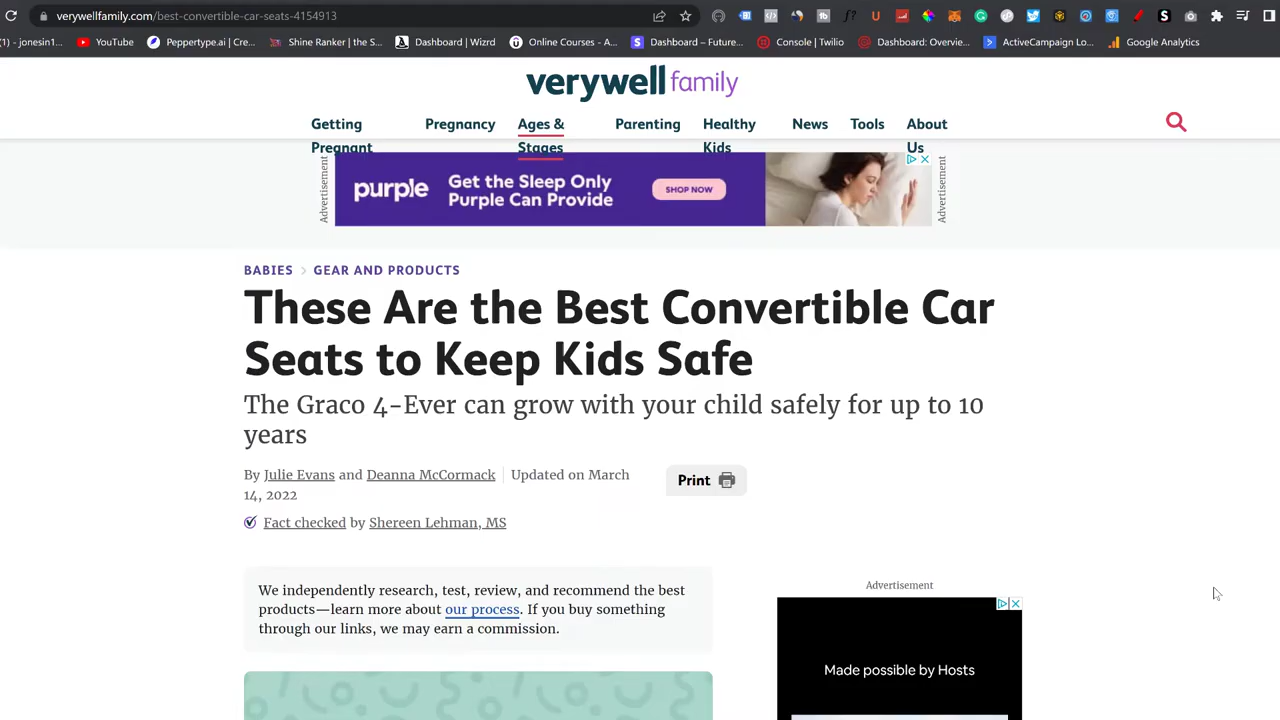 verywellfamily.com/best-convertible-car-seats-4154913
1) - jonesin1...
YouTube
Peppertype.ai | Cre...
Shine Ranker | the S...
Dashboard | Wizrd
Online Courses - A...
Dashboard – Future...
Console | Twilio
Dashboard: Overvie...
ActiveCampaign Lo...
Google Analytics
verywell family
Getting Pregnant
Pregnancy
Ages & Stages
Parenting
Healthy Kids
News
Tools
About Us
Advertisement
purple
Get the Sleep Only
Purple Can Provide
SHOP NOW
Advertisement
BABIES > GEAR AND PRODUCTS
These Are the Best Convertible Car
Seats to Keep Kids Safe
The Graco 4-Ever can grow with your child safely for up to 10
years
By Julie Evans and Deanna McCormack | Updated on March
14, 2022
Print
Fact checked by Shereen Lehman, MS
We independently research, test, review, and recommend the best
products—learn more about our process. If you buy something
through our links, we may earn a commission.
Advertisement
Made possible by Hosts